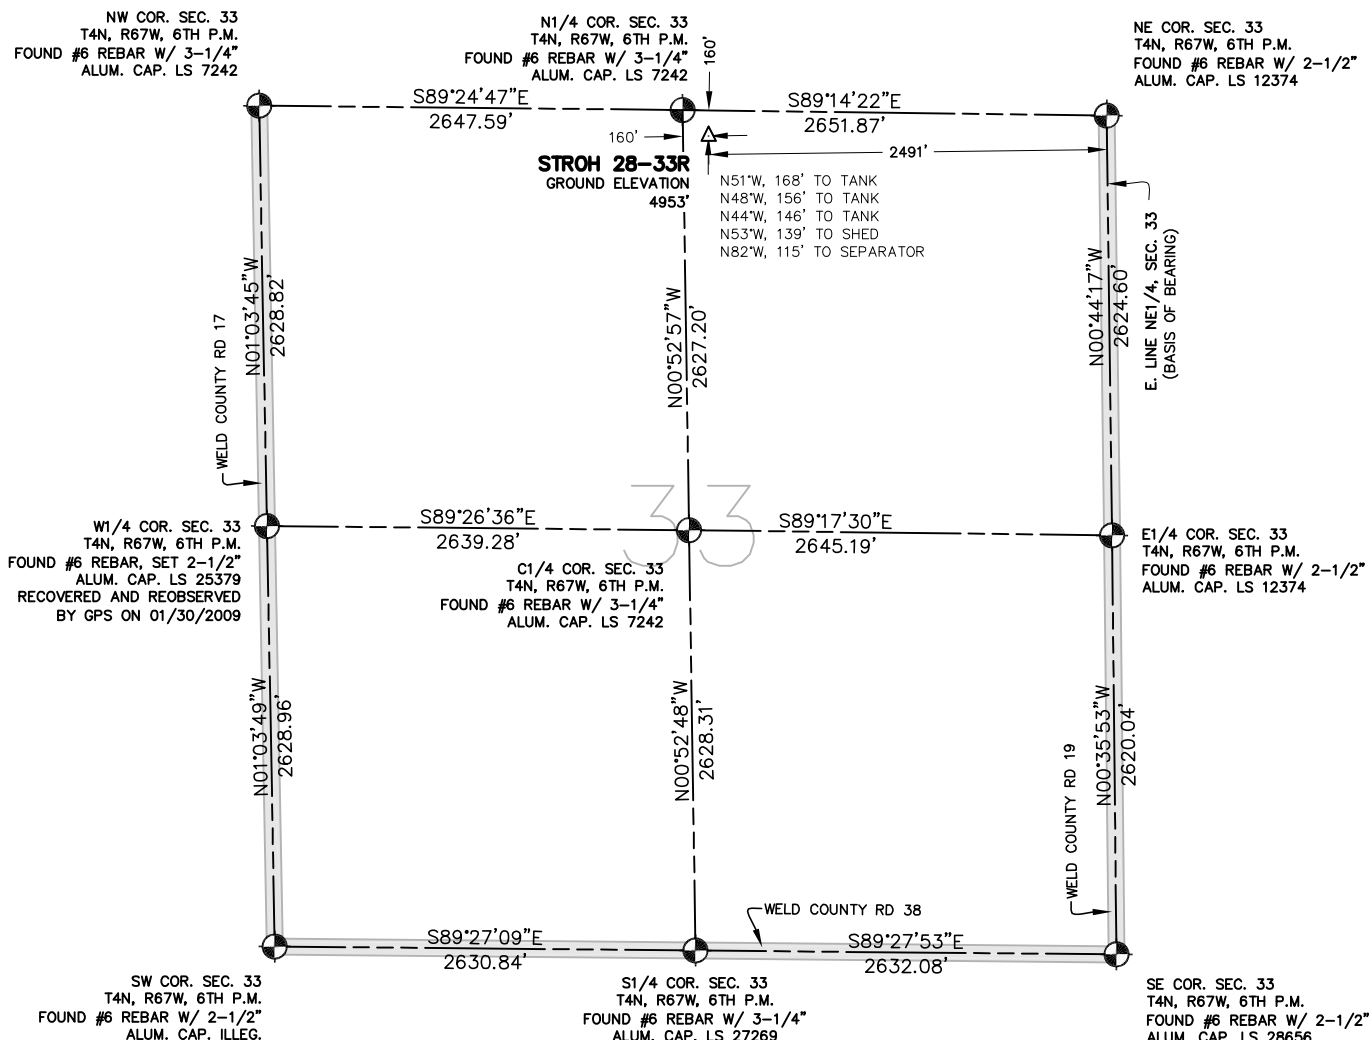 NW COR. SEC. 33
T4N, R67W, 6TH P.M.
FOUND #6 REBAR W/ 3-1/4"
ALUM. CAP. LS 7242
N1/4 COR. SEC. 33
T4N, R67W, 6TH P.M.
FOUND #6 REBAR W/ 3-1/4"
ALUM. CAP. LS 7242
160'
NE COR. SEC. 33
T4N, R67W, 6TH P.M.
FOUND #6 REBAR W/ 2-1/2"
ALUM. CAP. LS 12374
S89°24'47"E
2647.59'
S89°14'22"E
2651.87'
160'
2491'
STROH 28-33R
GROUND ELEVATION
4953'
N51°W, 168' TO TANK
N48°W, 156' TO TANK
N44°W, 146' TO TANK
N53°W, 139' TO SHED
N82°W, 115' TO SEPARATOR
WELD COUNTY RD 17
N01°03'45"W
2628.82'
N00°52'57"W
2627.20'
N00°44'17"W
2624.60'
E. LINE NE1/4, SEC. 33
(BASIS OF BEARING)
33
W1/4 COR. SEC. 33
T4N, R67W, 6TH P.M.
FOUND #6 REBAR, SET 2-1/2"
ALUM. CAP. LS 25379
RECOVERED AND REOBSERVED
BY GPS ON 01/30/2009
S89°26'36"E
2639.28'
S89°17'30"E
2645.19'
C1/4 COR. SEC. 33
T4N, R67W, 6TH P.M.
FOUND #6 REBAR W/ 3-1/4"
ALUM. CAP. LS 7242
E1/4 COR. SEC. 33
T4N, R67W, 6TH P.M.
FOUND #6 REBAR W/ 2-1/2"
ALUM. CAP. LS 12374
N01°03'49"W
2628.96'
N00°52'48"W
2628.31'
WELD COUNTY RD 19
N00°35'53"W
2620.04'
WELD COUNTY RD 38
S89°27'09"E
2630.84'
S89°27'53"E
2632.08'
SW COR. SEC. 33
T4N, R67W, 6TH P.M.
FOUND #6 REBAR W/ 2-1/2"
ALUM. CAP. ILLEG.
S1/4 COR. SEC. 33
T4N, R67W, 6TH P.M.
FOUND #6 REBAR W/ 3-1/4"
ALUM. CAP. LS 27269
SE COR. SEC. 33
T4N, R67W, 6TH P.M.
FOUND #6 REBAR W/ 2-1/2"
ALUM. CAP. LS 28656